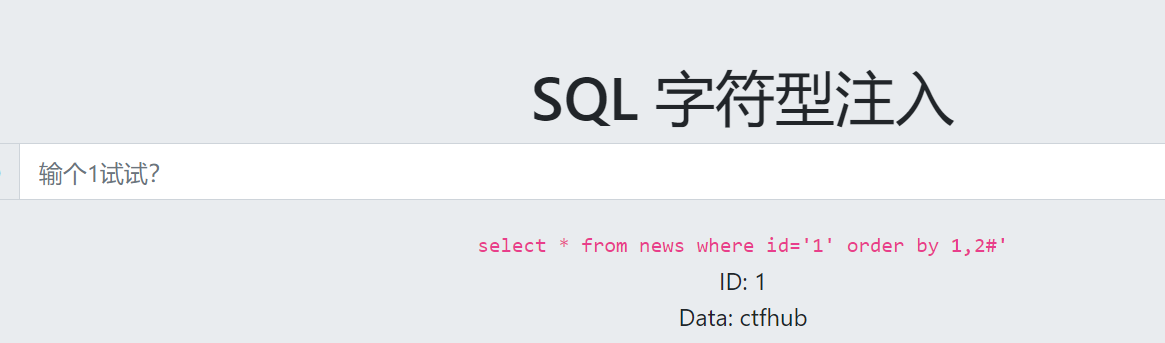 SQL 字符型注入
输个1试试?
select * from news where id='1' order by 1,2#'
ID: 1
Data: ctfhub